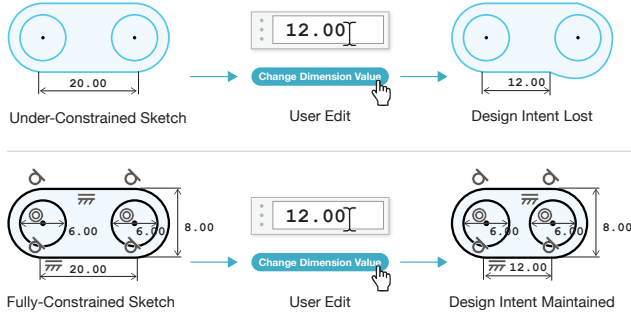 20.00
12.00
Change Dimension Value
12.00
Under-Constrained Sketch
User Edit
Design Intent Lost
6.00
6.00
8.00
20.00
12.00
Change Dimension Value
6.00
6.00
8.00
12.00
Fully-Constrained Sketch
User Edit
Design Intent Maintained